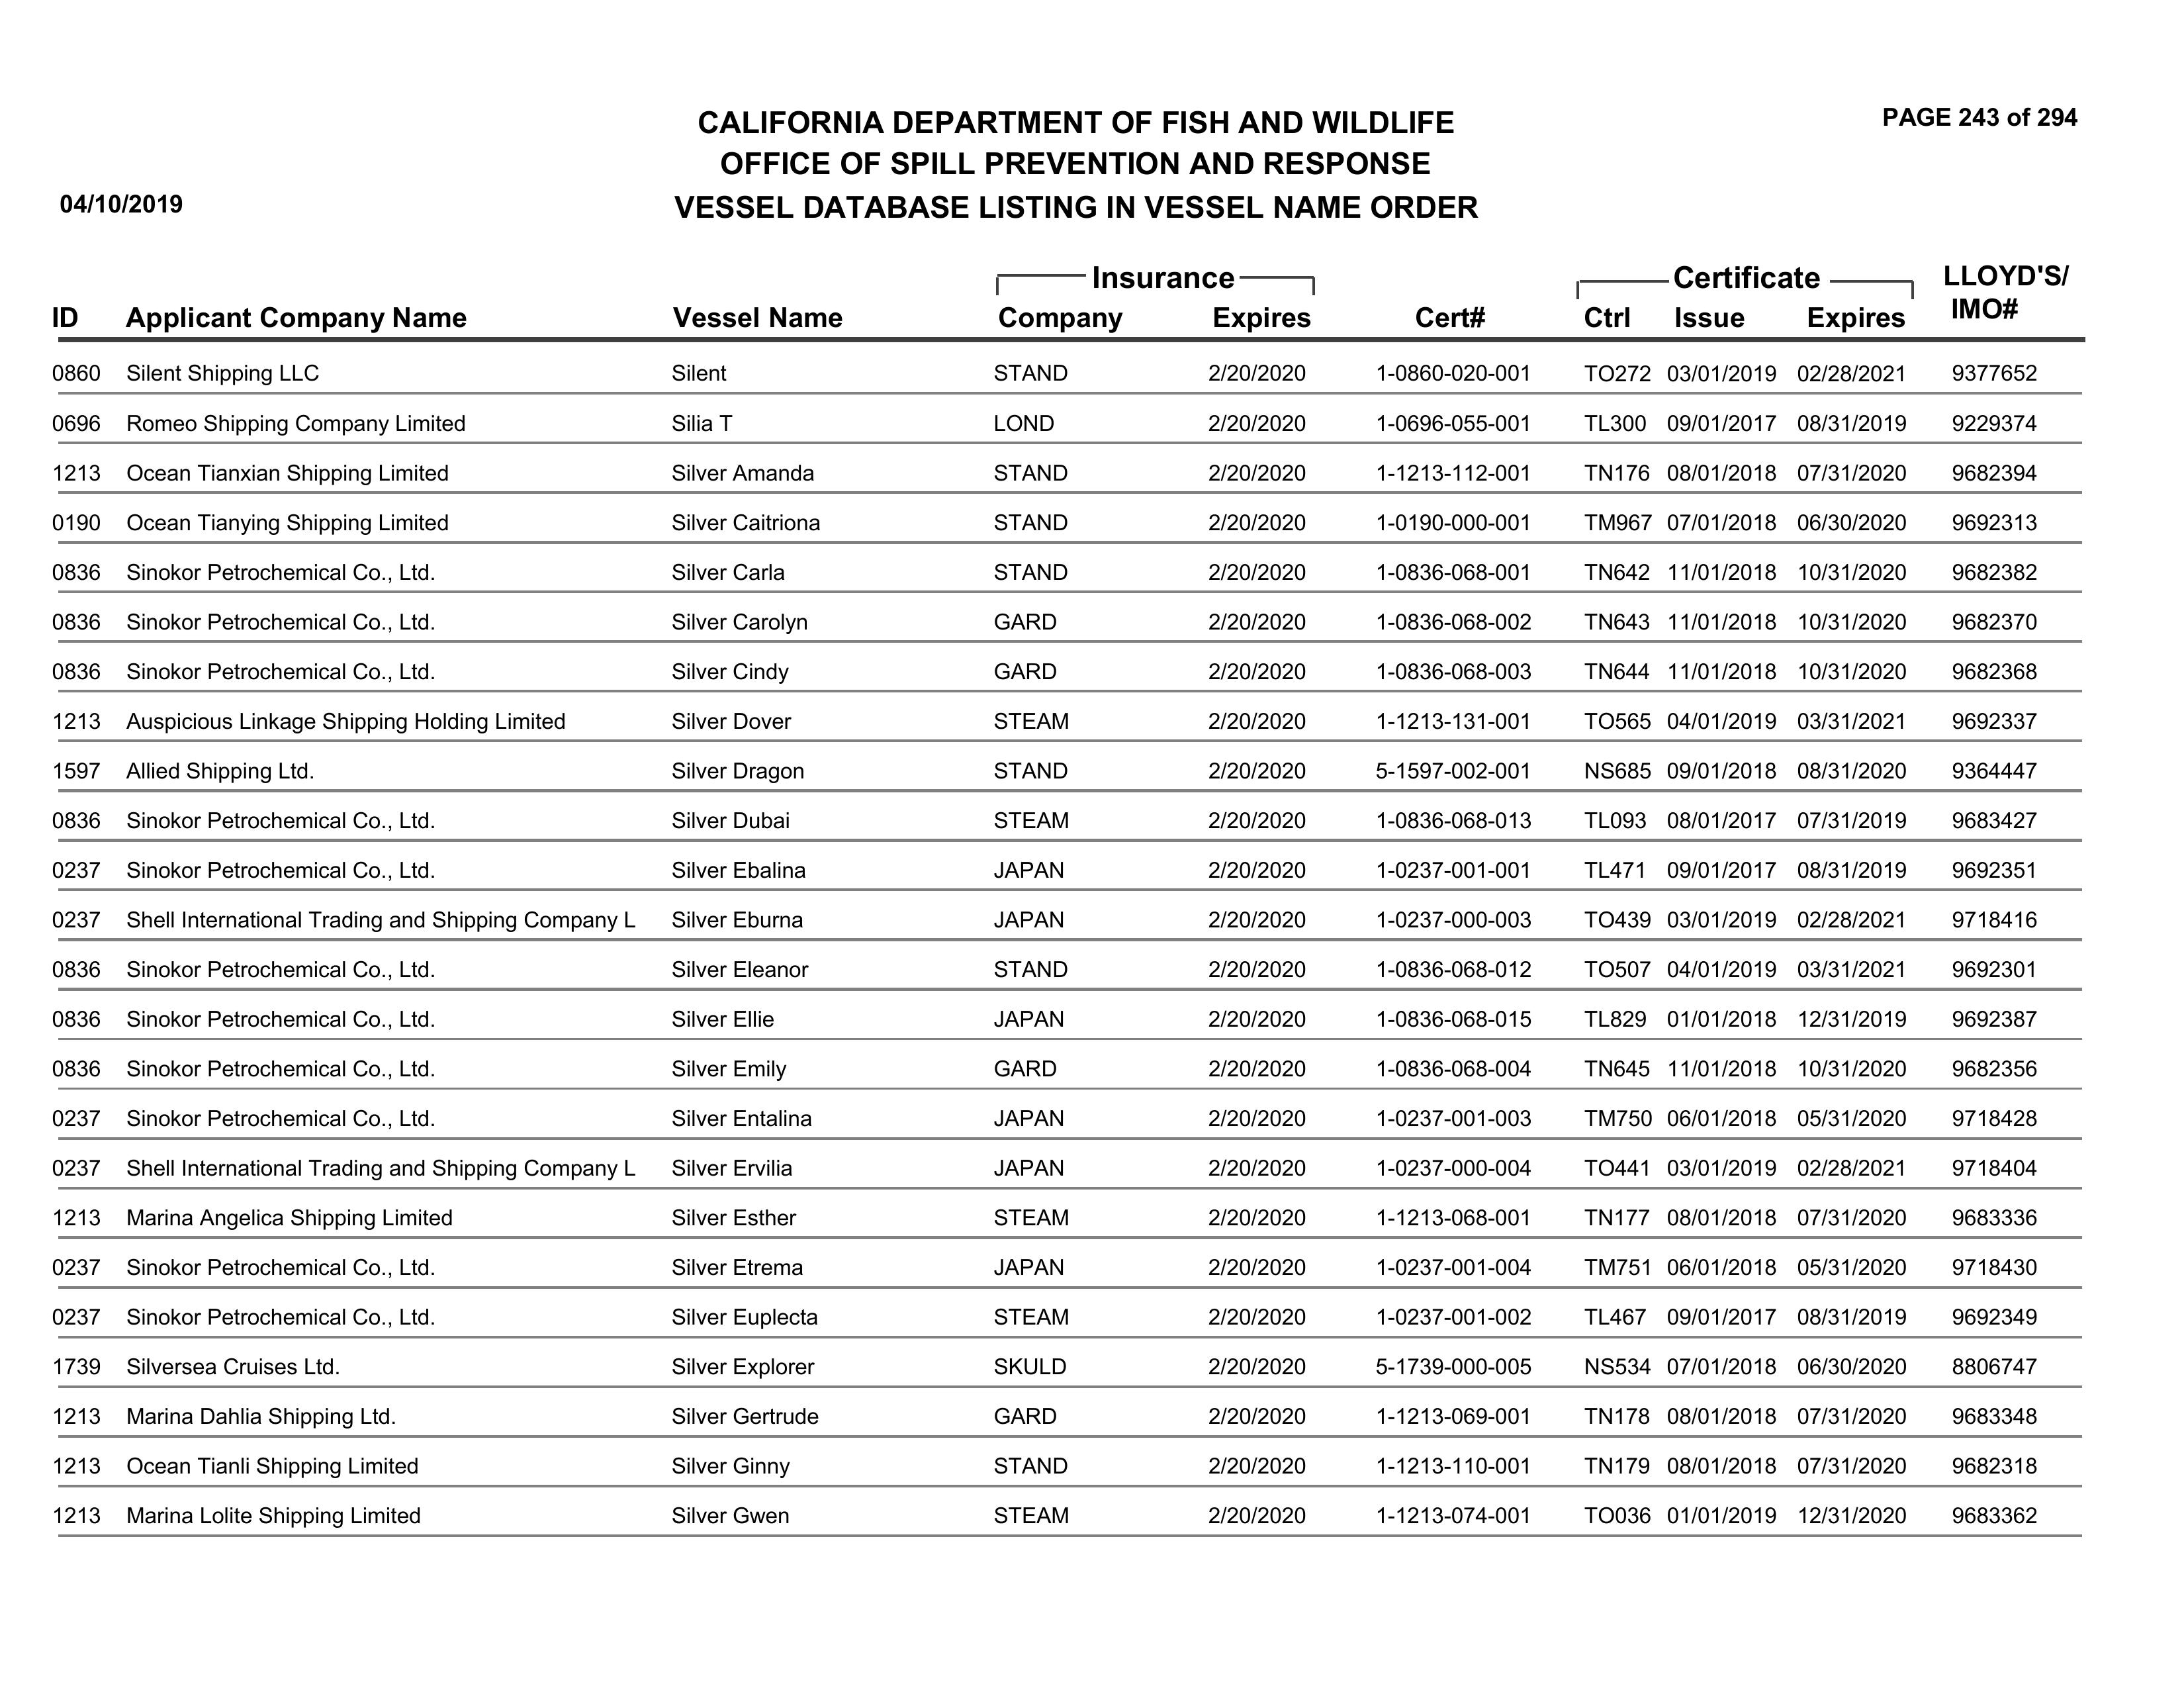 PAGE 243 of 294
CALIFORNIA DEPARTMENT OF FISH AND WILDLIFE
OFFICE OF SPILL PREVENTION AND RESPONSE
04/10/2019 VESSEL DATABASE LISTING IN VESSEL NAME ORDER
Insurance Certificate LLOYD'S/
ID Applicant Company Name Vessel Name Company Expires Cert# Ctrl Issue Expires IMO#
0860 Silent Shipping LLC Silent STAND 2/20/2020 1-0860-020-001 TO272 03/01/2019 02/28/2021 9377652
0696 Romeo Shipping Company Limited Silia T LOND 2/20/2020 1-0696-055-001 TL300 09/01/2017 08/31/2019 9229374
1213 Ocean Tianxian Shipping Limited Silver Amanda STAND 2/20/2020 1-1213-112-001 TN176 08/01/2018 07/31/2020 9682394
0190 Ocean Tianying Shipping Limited Silver Caitriona STAND 2/20/2020 1-0190-000-001 TM967 07/01/2018 06/30/2020 9692313
0836 Sinokor Petrochemical Co., Ltd. Silver Carla STAND 2/20/2020 1-0836-068-001 TN642 11/01/2018 10/31/2020 9682382
0836 Sinokor Petrochemical Co., Ltd. Silver Carolyn GARD 2/20/2020 1-0836-068-002 TN643 11/01/2018 10/31/2020 9682370
0836 Sinokor Petrochemical Co., Ltd. Silver Cindy GARD 2/20/2020 1-0836-068-003 TN644 11/01/2018 10/31/2020 9682368
1213 Auspicious Linkage Shipping Holding Limited Silver Dover STEAM 2/20/2020 1-1213-131-001 TO565 04/01/2019 03/31/2021 9692337
1597 Allied Shipping Ltd. Silver Dragon STAND 2/20/2020 5-1597-002-001 NS685 09/01/2018 08/31/2020 9364447
0836 Sinokor Petrochemical Co., Ltd. Silver Dubai STEAM 2/20/2020 1-0836-068-013 TL093 08/01/2017 07/31/2019 9683427
0237 Sinokor Petrochemical Co., Ltd. Silver Ebalina JAPAN 2/20/2020 1-0237-001-001 TL471 09/01/2017 08/31/2019 9692351
0237 Shell International Trading and Shipping Company L Silver Eburna JAPAN 2/20/2020 1-0237-000-003 TO439 03/01/2019 02/28/2021 9718416
0836 Sinokor Petrochemical Co., Ltd. Silver Eleanor STAND 2/20/2020 1-0836-068-012 TO507 04/01/2019 03/31/2021 9692301
0836 Sinokor Petrochemical Co., Ltd. Silver Ellie JAPAN 2/20/2020 1-0836-068-015 TL829 01/01/2018 12/31/2019 9692387
0836 Sinokor Petrochemical Co., Ltd. Silver Emily GARD 2/20/2020 1-0836-068-004 TN645 11/01/2018 10/31/2020 9682356
0237 Sinokor Petrochemical Co., Ltd. Silver Entalina JAPAN 2/20/2020 1-0237-001-003 TM750 06/01/2018 05/31/2020 9718428
0237 Shell International Trading and Shipping Company L Silver Ervilia JAPAN 2/20/2020 1-0237-000-004 TO441 03/01/2019 02/28/2021 9718404
1213 Marina Angelica Shipping Limited Silver Esther STEAM 2/20/2020 1-1213-068-001 TN177 08/01/2018 07/31/2020 9683336
0237 Sinokor Petrochemical Co., Ltd. Silver Etrema JAPAN 2/20/2020 1-0237-001-004 TM751 06/01/2018 05/31/2020 9718430
0237 Sinokor Petrochemical Co., Ltd. Silver Euplecta STEAM 2/20/2020 1-0237-001-002 TL467 09/01/2017 08/31/2019 9692349
1739 Silversea Cruises Ltd. Silver Explorer SKULD 2/20/2020 5-1739-000-005 NS534 07/01/2018 06/30/2020 8806747
1213 Marina Dahlia Shipping Ltd. Silver Gertrude GARD 2/20/2020 1-1213-069-001 TN178 08/01/2018 07/31/2020 9683348
1213 Ocean Tianli Shipping Limited Silver Ginny STAND 2/20/2020 1-1213-110-001 TN179 08/01/2018 07/31/2020 9682318
1213 Marina Lolite Shipping Limited Silver Gwen STEAM 2/20/2020 1-1213-074-001 TO036 01/01/2019 12/31/2020 9683362